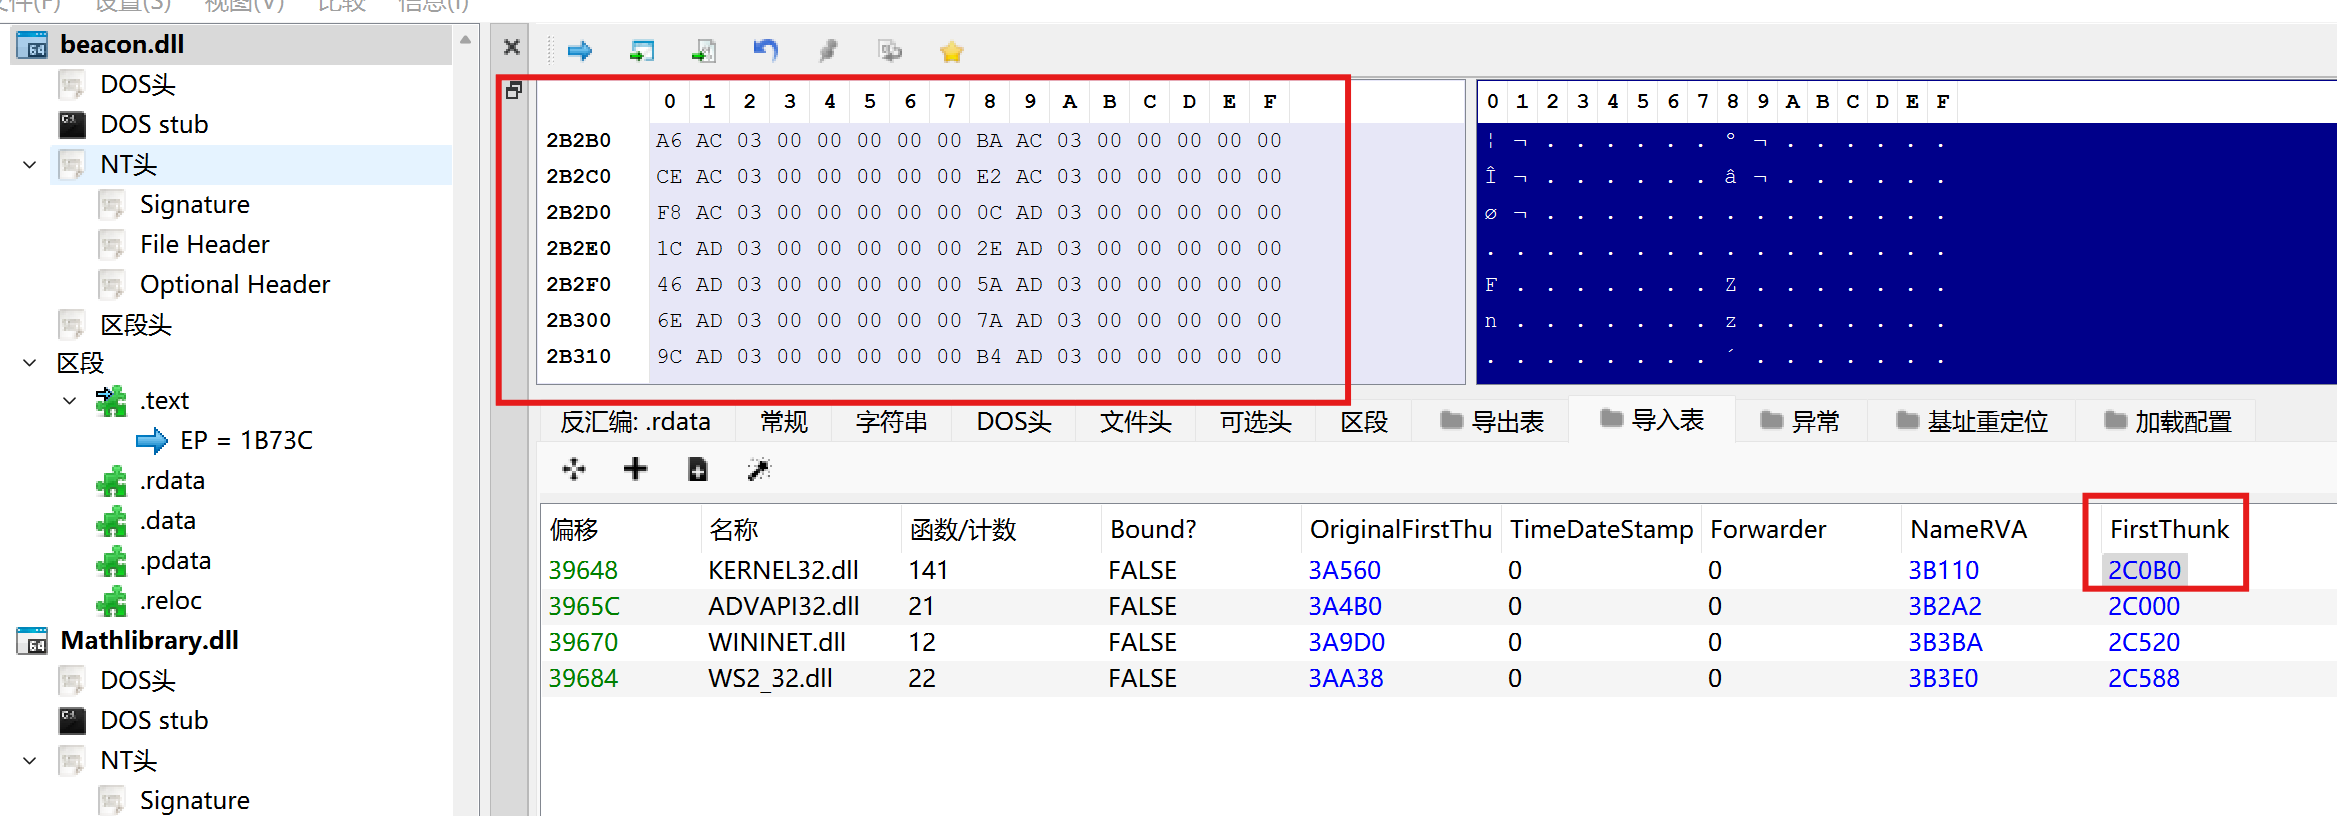 文件(F) 设置(S) 视图(V) 比较 信息(I)
beacon.dll
DOS头
DOS stub
NT头
Signature
File Header
Optional Header
区段头
区段
.text
EP = 1B73C
.rdata
.data
.pdata
.reloc
Mathlibrary.dll
DOS头
DOS stub
NT头
Signature
0 1 2 3 4 5 6 7 8 9 A B C D E F
2B2B0 A6 AC 03 00 00 00 00 00 BA AC 03 00 00 00 00 00
2B2C0 CE AC 03 00 00 00 00 00 E2 AC 03 00 00 00 00 00
2B2D0 F8 AC 03 00 00 00 00 00 0C AD 03 00 00 00 00 00
2B2E0 1C AD 03 00 00 00 00 00 2E AD 03 00 00 00 00 00
2B2F0 46 AD 03 00 00 00 00 00 5A AD 03 00 00 00 00 00
2B300 6E AD 03 00 00 00 00 00 7A AD 03 00 00 00 00 00
2B310 9C AD 03 00 00 00 00 00 B4 AD 03 00 00 00 00 00
0 1 2 3 4 5 6 7 8 9 A B C D E F
¦ ¬ . . . . . . º ¬ . . . . . .
Î ¬ . . . . . . â ¬ . . . . . .
ø ¬ . . . . . . . . . . . . . .
. . . . . . . . . . . . . . . .
F . . . . . . . Z . . . . . . .
n . . . . . . . z . . . . . . .
. . . . . . . . ´ . . . . . . .
反汇编: .rdata 常规 字符串 DOS头 文件头 可选头 区段 导出表 导入表 异常 基址重定位 加载配置
偏移 名称 函数/计数 Bound? OriginalFirstThu TimeDateStamp Forwarder NameRVA FirstThunk
39648 KERNEL32.dll 141 FALSE 3A560 0 0 3B110 2C0B0
3965C ADVAPI32.dll 21 FALSE 3A4B0 0 0 3B2A2 2C000
39670 WININET.dll 12 FALSE 3A9D0 0 0 3B3BA 2C520
39684 WS2_32.dll 22 FALSE 3AA38 0 0 3B3E0 2C588